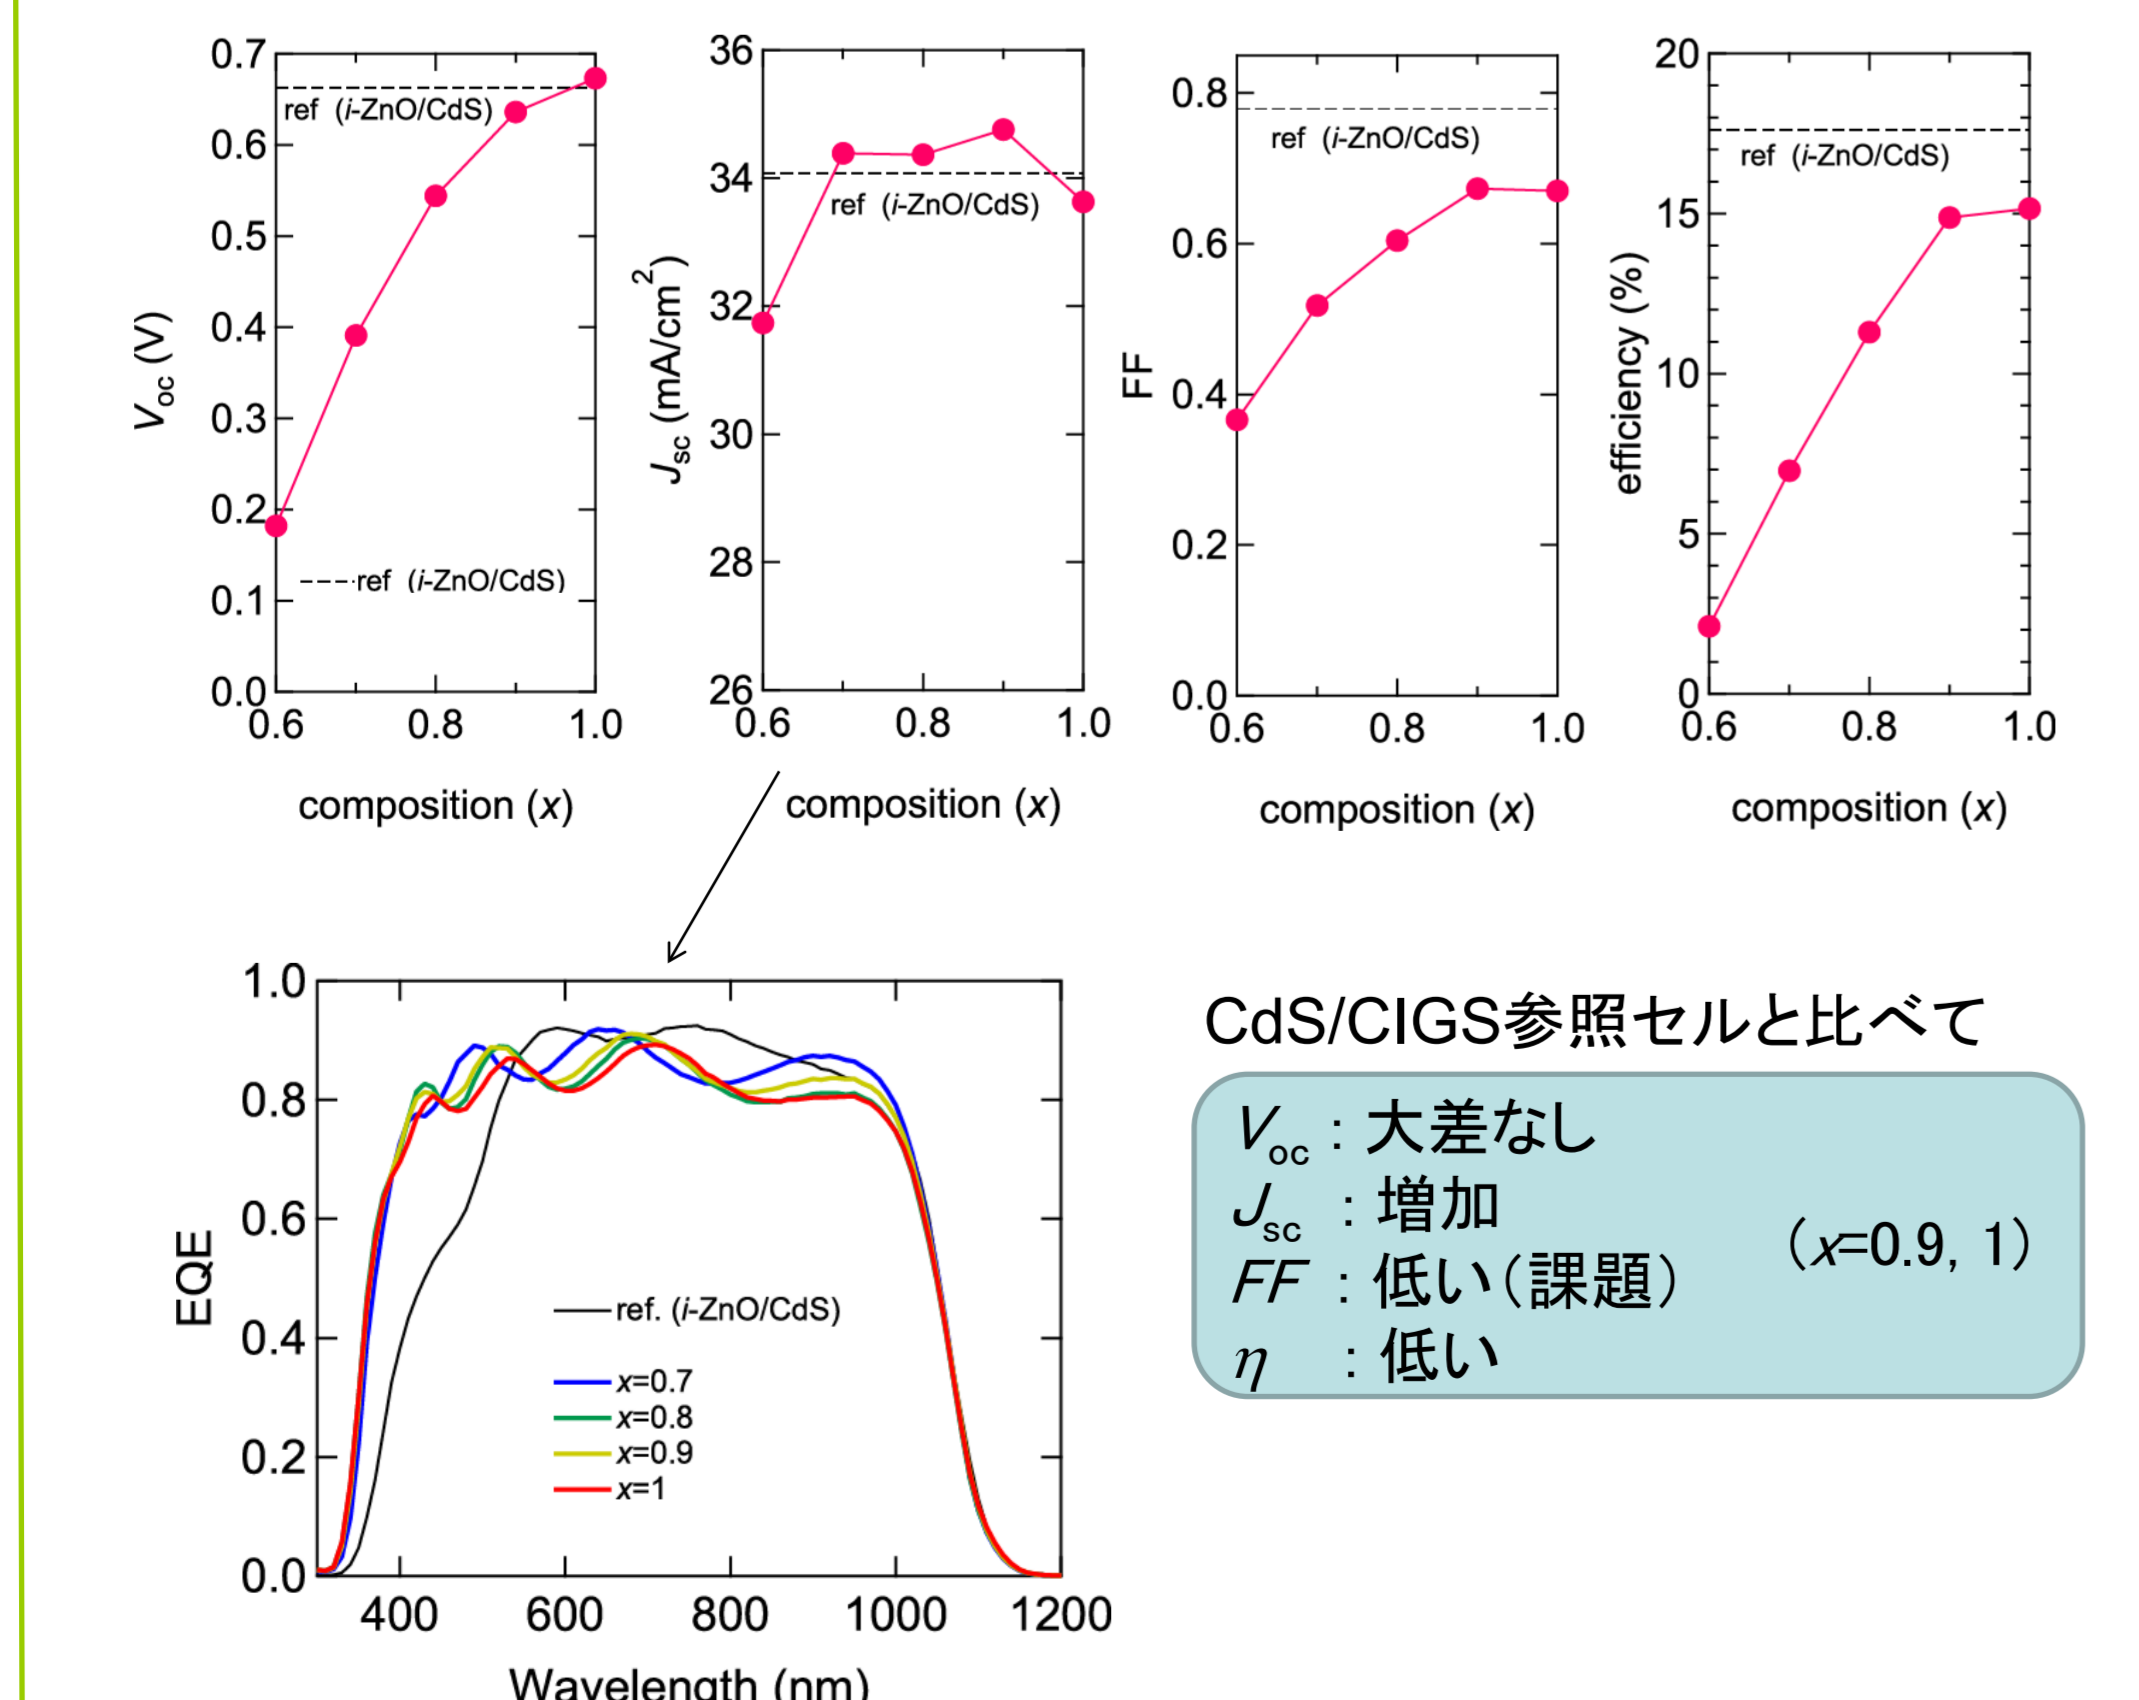 0.7
0.6
0.5
0.4
0.3
0.2
0.1
0.0
Voc (V)
ref (i-ZnO/CdS)
ref (i-ZnO/CdS)
0.6 0.8 1.0
composition (x)
36
34
32
30
28
26
Jsc (mA/cm2)
ref (i-ZnO/CdS)
0.6 0.8 1.0
composition (x)
0.8
0.6
0.4
0.2
0.0
FF
ref (i-ZnO/CdS)
0.6 0.8 1.0
composition (x)
20
15
10
5
0
efficiency (%)
ref (i-ZnO/CdS)
0.6 0.8 1.0
composition (x)
1.0
0.8
0.6
0.4
0.2
0.0
EQE
ref. (i-ZnO/CdS)
x=0.7
x=0.8
x=0.9
x=1
400 600 800 1000 1200
Wavelength (nm)
CdS/CIGS参照セルと比べて
Voc : 大差なし
Jsc : 増加
FF : 低い(課題)
η : 低い
(x=0.9, 1)